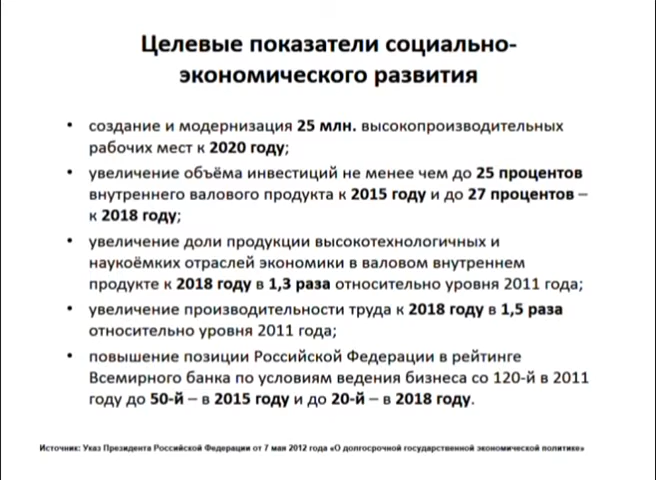 Целевые показатели социально-
экономического развития
• создание и модернизация 25 млн. высокопроизводительных
рабочих мест к 2020 году;
• увеличение объёма инвестиций не менее чем до 25 процентов
внутреннего валового продукта к 2015 году и до 27 процентов –
к 2018 году;
• увеличение доли продукции высокотехнологичных и
наукоёмких отраслей экономики в валовом внутреннем
продукте к 2018 году в 1,3 раза относительно уровня 2011 года;
• увеличение производительности труда к 2018 году в 1,5 раза
относительно уровня 2011 года;
• повышение позиции Российской Федерации в рейтинге
Всемирного банка по условиям ведения бизнеса со 120-й в 2011
году до 50-й – в 2015 году и до 20-й – в 2018 году.
Источник: Указ Президента Российской Федерации от 7 мая 2012 года «О долгосрочной государственной экономической политике»